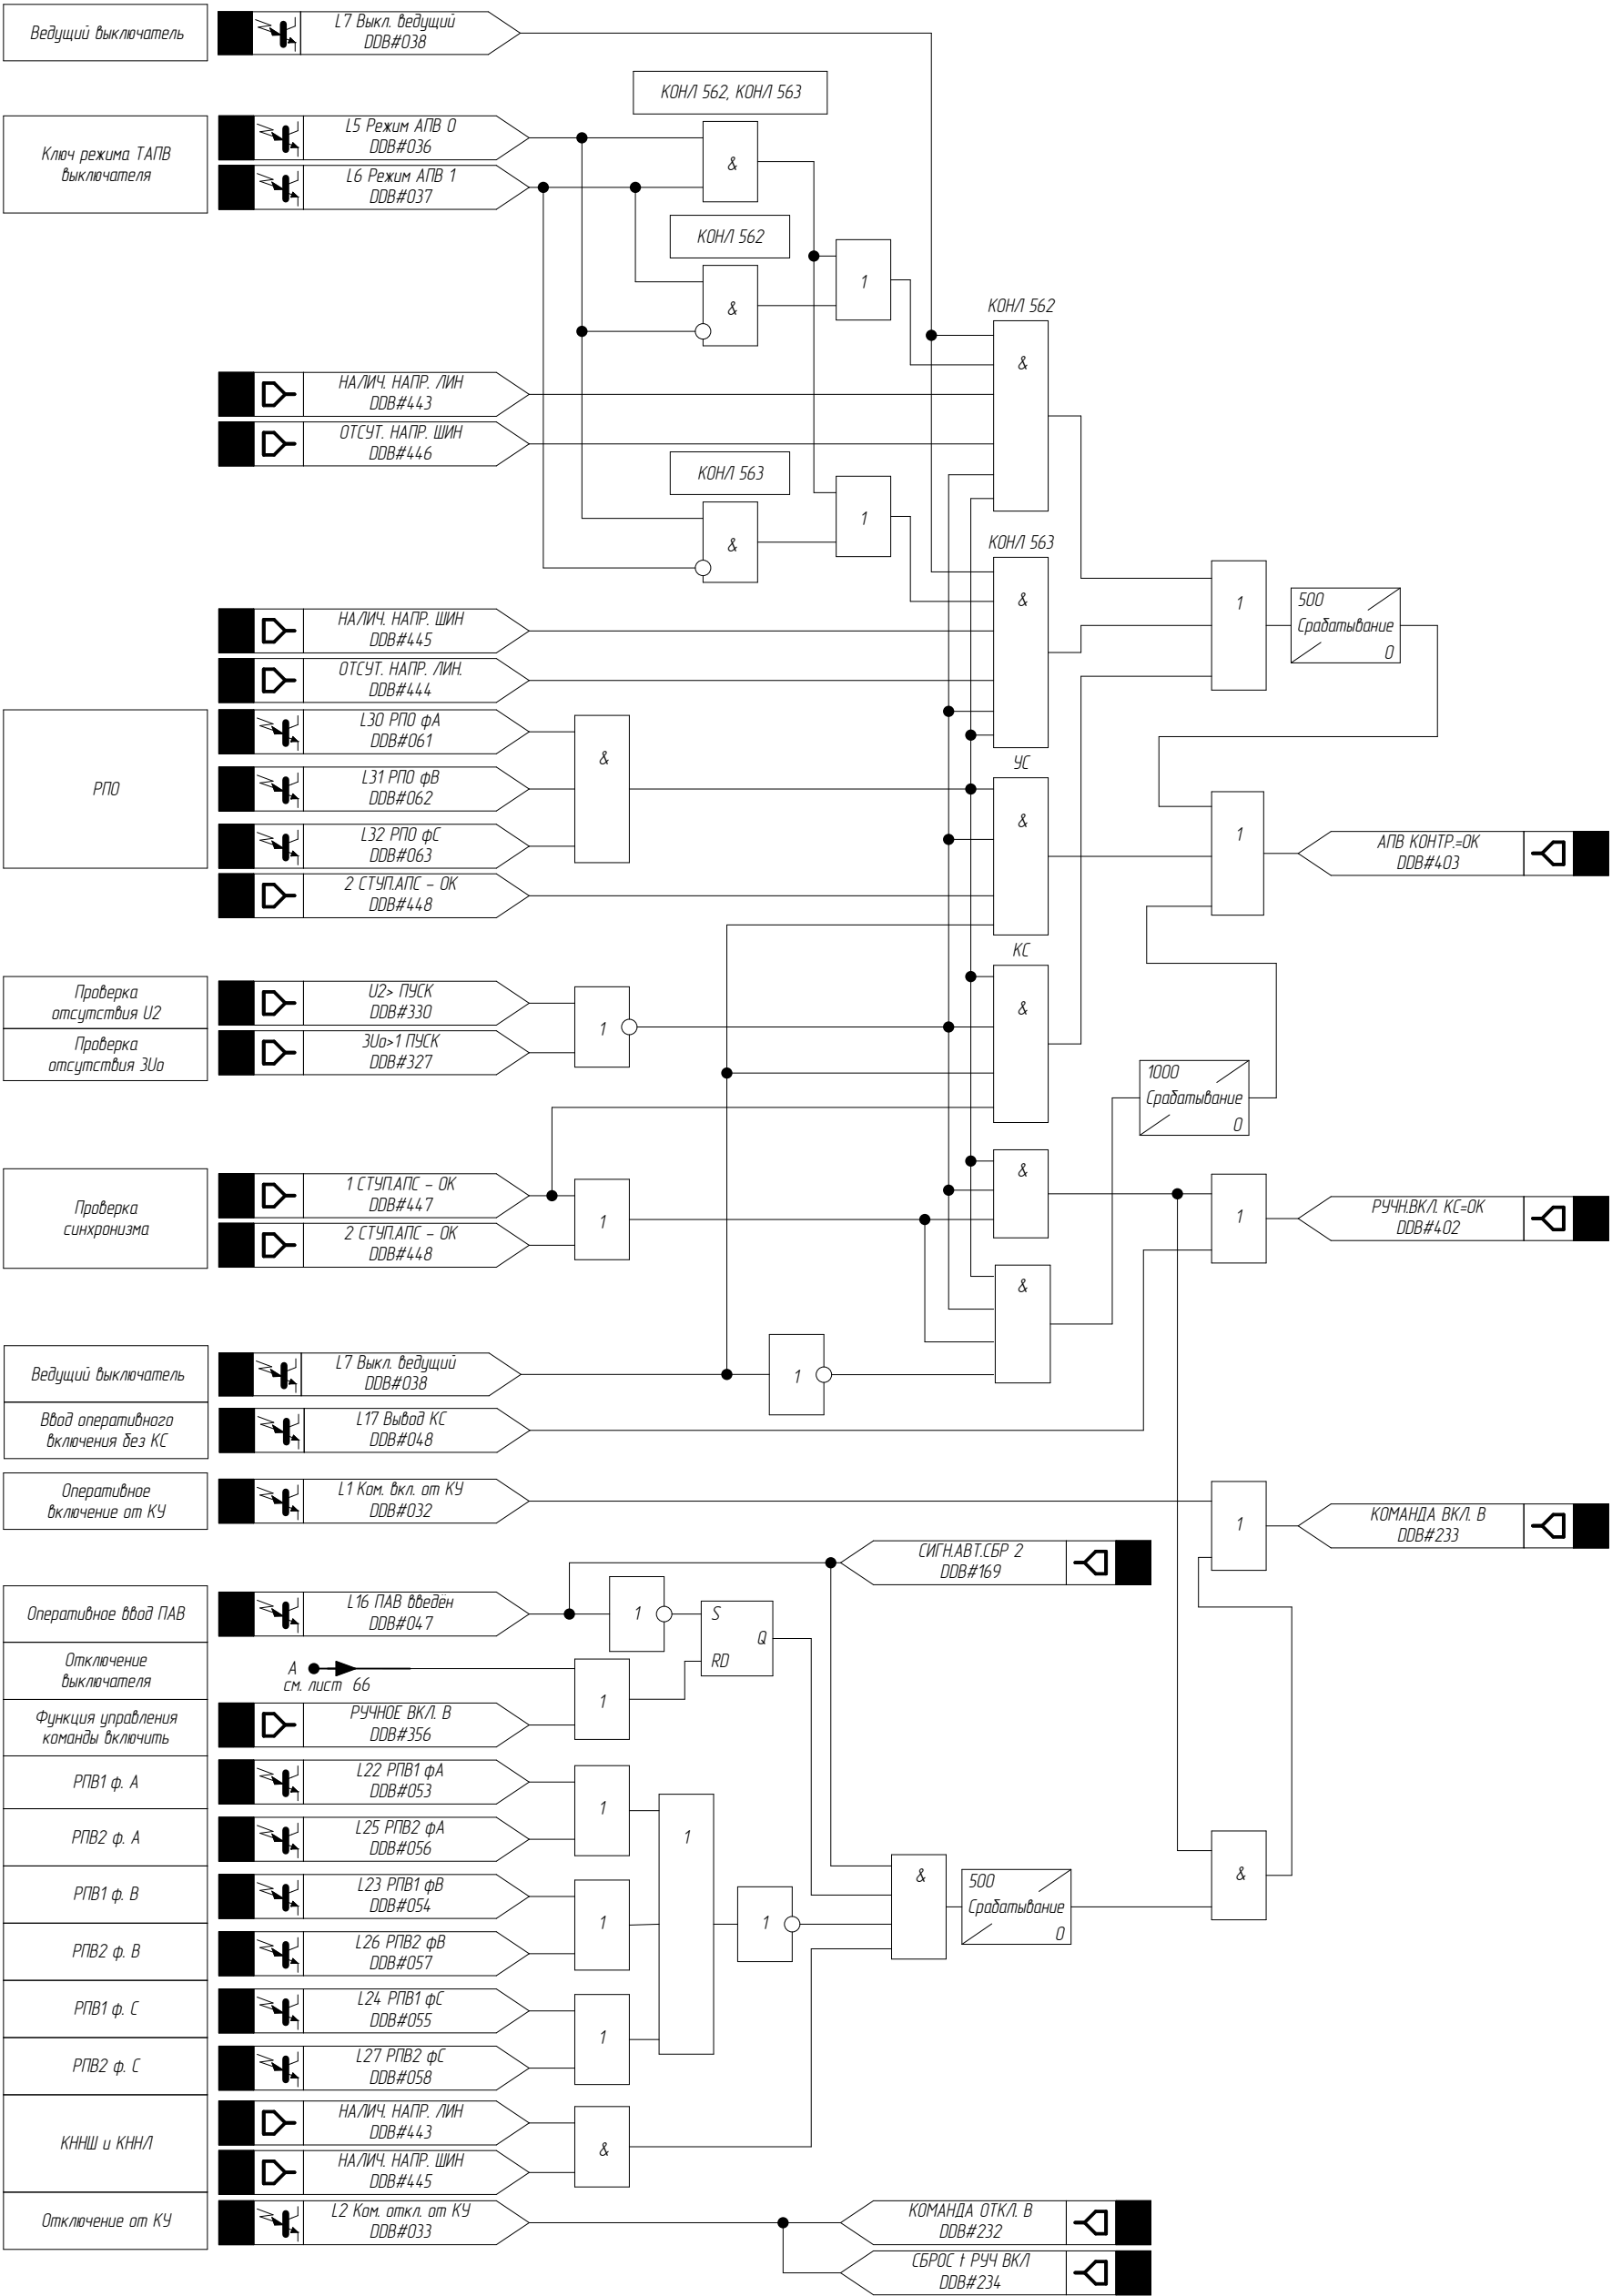 Ведущий выключатель
L7 Выкл. ведущий
DDB#038
КОНЛ 562, КОНЛ 563
Ключ режима ТАПВ
выключателя
L5 Режим АПВ 0
DDB#036
L6 Режим АПВ 1
DDB#037
&
КОНЛ 562
&
1
КОНЛ 562
&
НАЛИЧ. НАПР. ЛИН
DDB#443
ОТСУТ. НАПР. ШИН
DDB#446
КОНЛ 563
&
1
КОНЛ 563
&
НАЛИЧ. НАПР. ШИН
DDB#445
ОТСУТ. НАПР. ЛИН.
DDB#444
1
500
Срабатывание
0
РПО
L30 РПО фА
DDB#061
L31 РПО фВ
DDB#062
L32 РПО фС
DDB#063
&
УС
&
2 СТУП.АПС - ОК
DDB#448
1
АПВ КОНТР.=ОК
DDB#403
КС
&
Проверка
отсутствия U2
U2> ПУСК
DDB#330
Проверка
отсутствия 3Uo
3Uo>1 ПУСК
DDB#327
1
1000
Срабатывание
0
Проверка
синхронизма
1 СТУП.АПС - ОК
DDB#447
2 СТУП.АПС - ОК
DDB#448
1
&
1
РУЧН.ВКЛ. КС=ОК
DDB#402
&
Ведущий выключатель
L7 Выкл. ведущий
DDB#038
1
Ввод оперативного
включения без КС
L17 Вывод КС
DDB#048
Оперативное
включение от КУ
L1 Ком. вкл. от КУ
DDB#032
1
КОМАНДА ВКЛ. В
DDB#233
СИГН.АВТ.СБР 2
DDB#169
Оперативное ввод ПАВ
L16 ПАВ введён
DDB#047
1
S
Q
RD
Отключение
выключателя
А
см. лист 66
1
Функция управления
команды включить
РУЧНОЕ ВКЛ. В
DDB#356
РПВ1 ф. А
L22 РПВ1 фА
DDB#053
1
РПВ2 ф. А
L25 РПВ2 фА
DDB#056
1
РПВ1 ф. В
L23 РПВ1 фВ
DDB#054
1
1
&
500
Срабатывание
0
&
РПВ2 ф. В
L26 РПВ2 фВ
DDB#057
РПВ1 ф. С
L24 РПВ1 фС
DDB#055
1
РПВ2 ф. С
L27 РПВ2 фС
DDB#058
КННШ и КННЛ
НАЛИЧ. НАПР. ЛИН
DDB#443
НАЛИЧ. НАПР. ШИН
DDB#445
&
Отключение от КУ
L2 Ком. откл. от КУ
DDB#033
КОМАНДА ОТКЛ. В
DDB#232
СБРОС t РУЧ ВКЛ
DDB#234